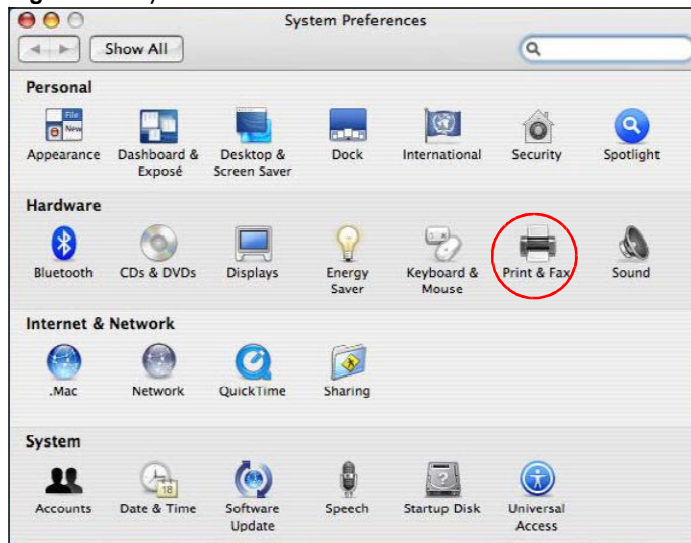 System Preferences
Show All
Personal
File
New
Appearance
Dashboard &
Exposé
Desktop &
Screen Saver
Dock
International
Security
Spotlight
Hardware
Bluetooth
CDs & DVDs
Displays
Energy
Saver
Keyboard &
Mouse
Print & Fax
Sound
Internet & Network
.Mac
Network
QuickTime
Sharing
System
18
Accounts
Date & Time
Software
Update
Speech
Startup Disk
Universal
Access